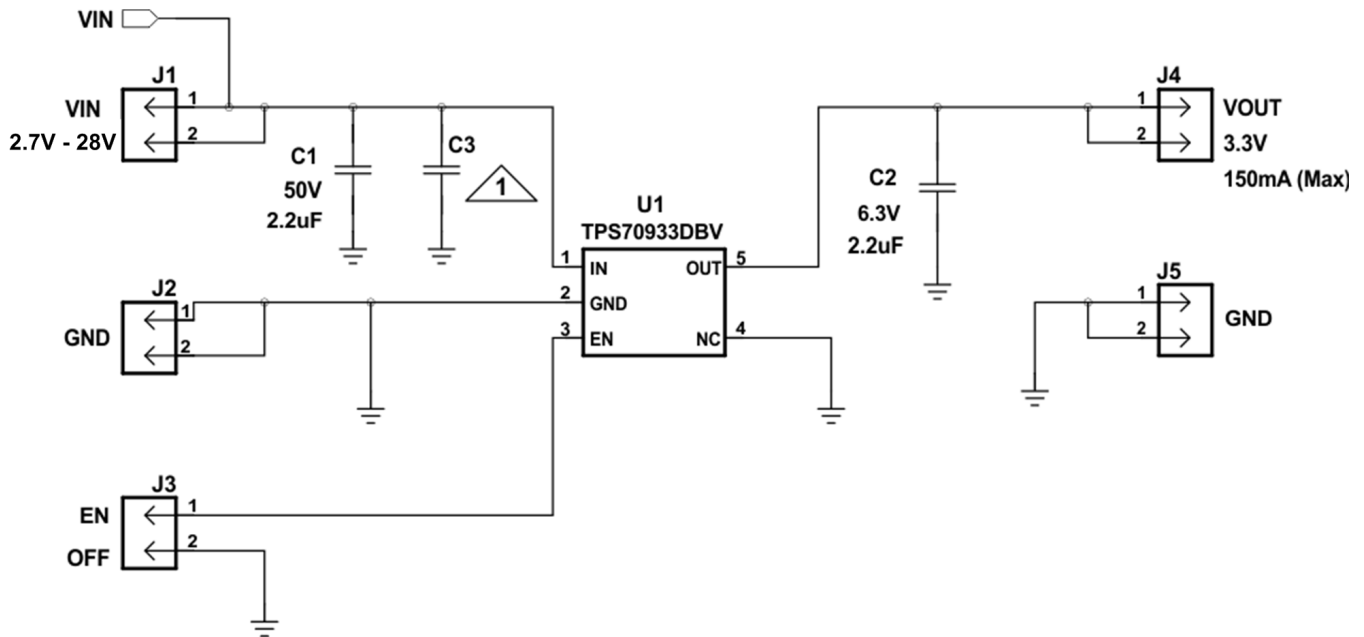 VIN
J1
VIN
1
2.7V - 28V
2
C1
50V
2.2uF
C3
1
U1
TPS70933DBV
1
IN
OUT
5
2
GND
3
EN
NC
4
C2
6.3V
2.2uF
J4
1
VOUT
2
3.3V
150mA (Max)
J2
1
GND
2
J5
1
GND
2
J3
EN
1
2
OFF